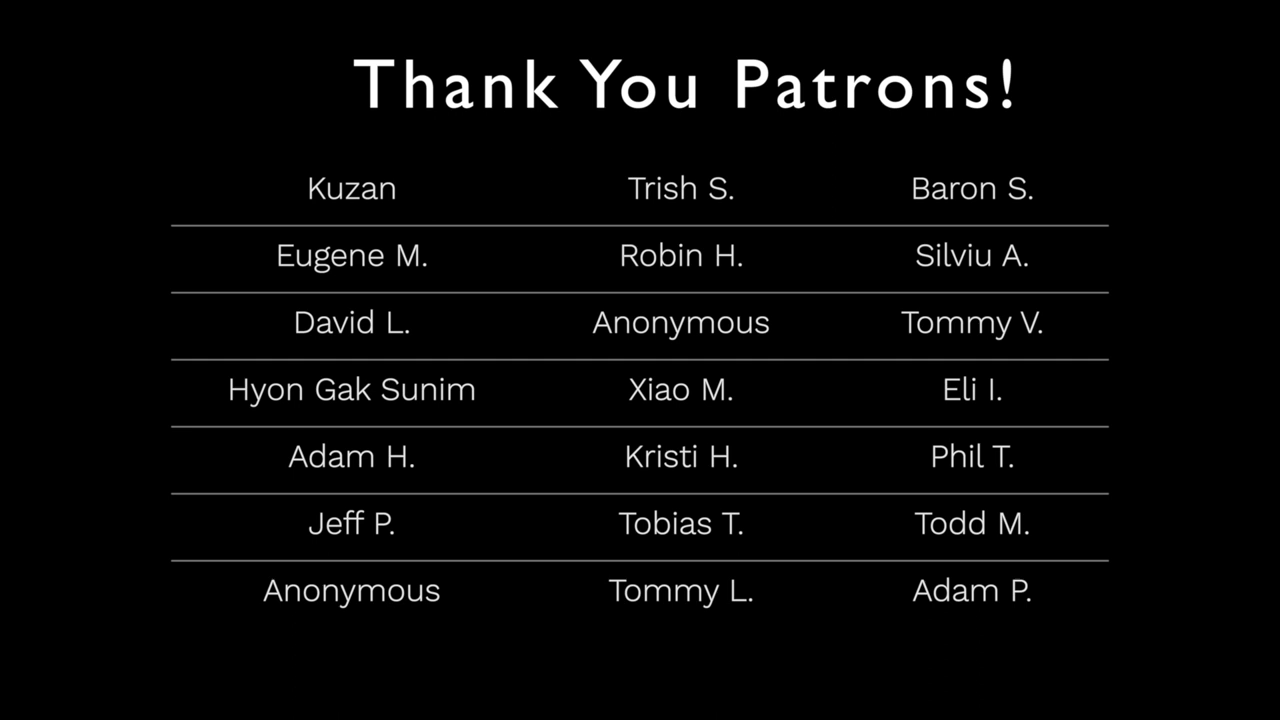 Thank You Patrons!
Kuzan Trish S. Baron S.
Eugene M. Robin H. Silviu A.
David L. Anonymous Tommy V.
Hyon Gak Sunim Xiao M. Eli I.
Adam H. Kristi H. Phil T.
Jeff P. Tobias T. Todd M.
Anonymous Tommy L. Adam P.